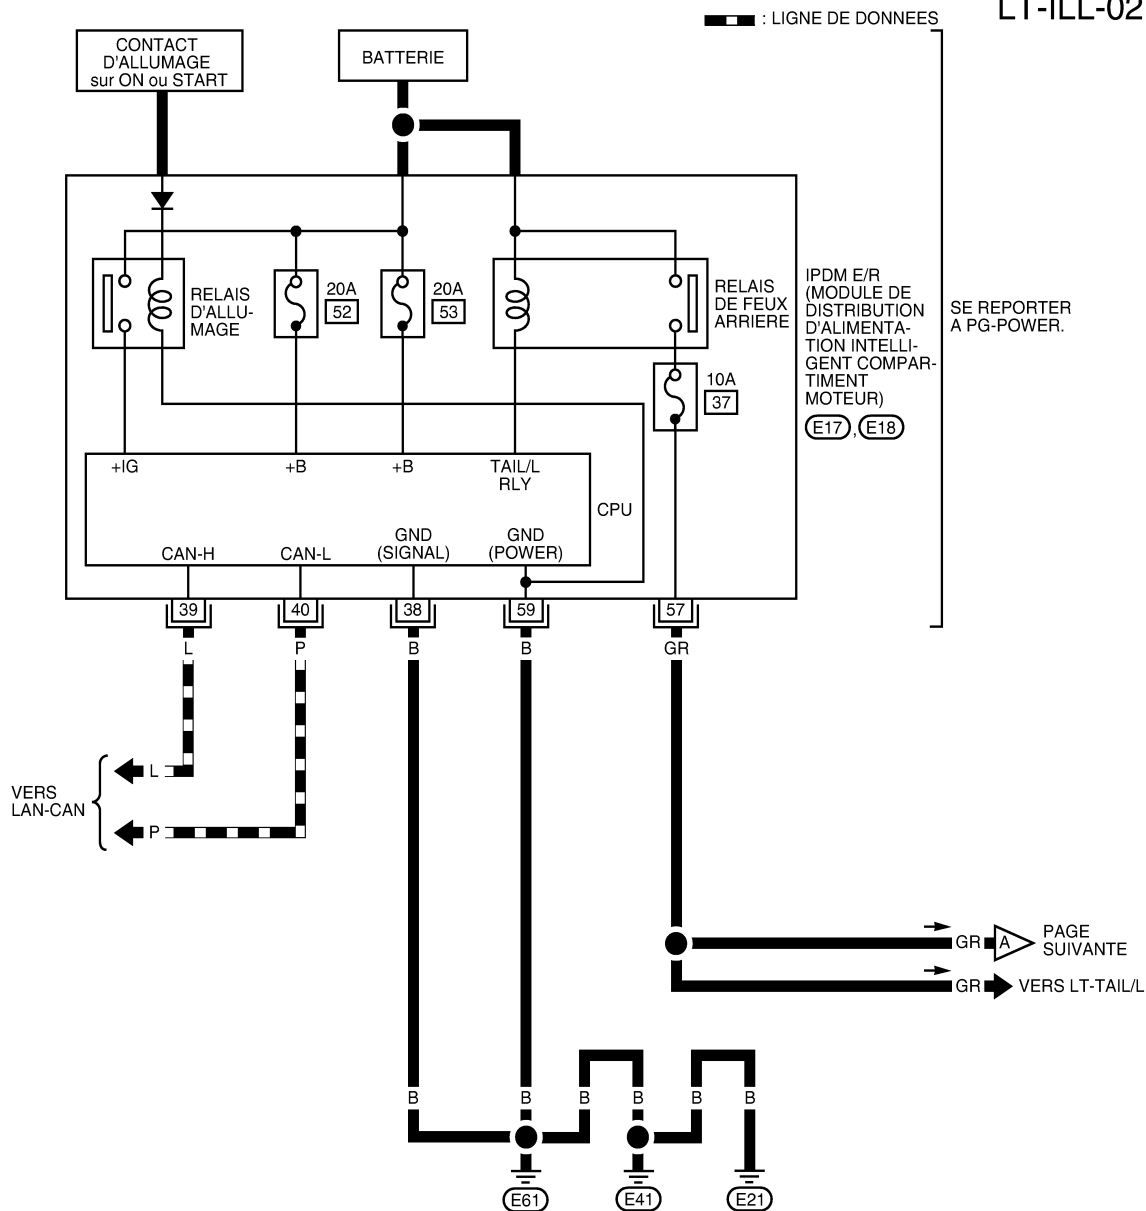 LT-ILL-02
: LIGNE DE DONNEES
CONTACT
D'ALLUMAGE
sur ON ou START
BATTERIE
RELAIS
D'ALLU-
MAGE
20A
52
20A
53
RELAIS
DE FEUX
ARRIERE
10A
37
IPDM E/R
(MODULE DE
DISTRIBUTION
D'ALIMENTA-
TION INTELLI-
GENT COMPAR-
TIMENT
MOTEUR)
E17 , E18
SE REPORTER
A PG-POWER.
+IG
+B
+B
TAIL/L
RLY
CPU
CAN-H
CAN-L
GND
(SIGNAL)
GND
(POWER)
39
40
38
59
57
L
P
B
B
GR
VERS
LAN-CAN
L
P
GR
A
PAGE
SUIVANTE
GR
VERS LT-TAIL/L
B
B
B
B
B
B
E61
E41
E21